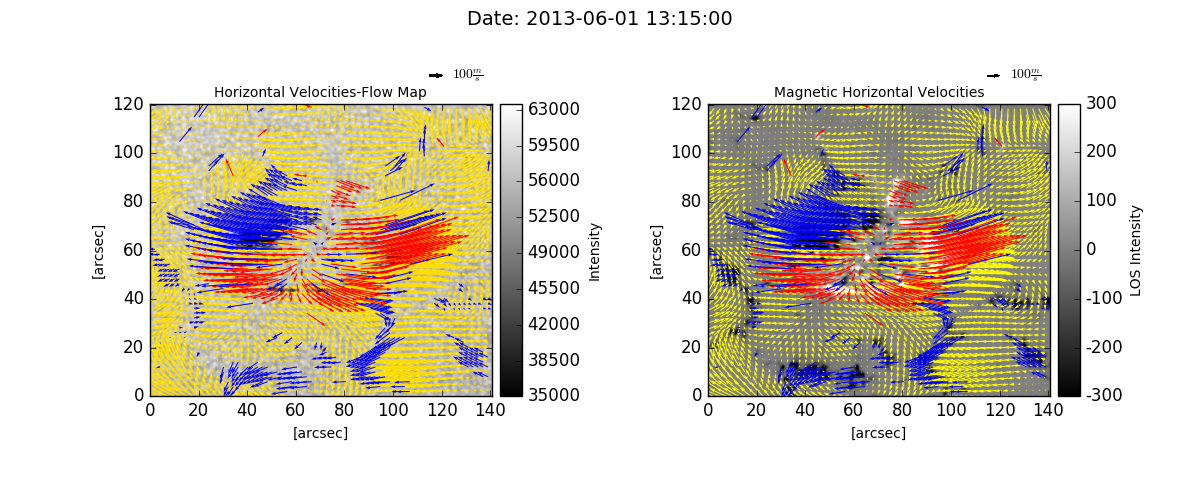 Date: 2013-06-01 13:15:00
100 m/s
Horizontal Velocities-Flow Map
[arcsec]
120
100
80
60
40
20
0
0 20 40 60 80 100 120 140
[arcsec]
63000
59500
56000
52500
49000
45500
42000
38500
35000
Intensity
100 m/s
Magnetic Horizontal Velocities
[arcsec]
120
100
80
60
40
20
0
0 20 40 60 80 100 120 140
[arcsec]
300
200
100
0
-100
-200
-300
LOS Intensity